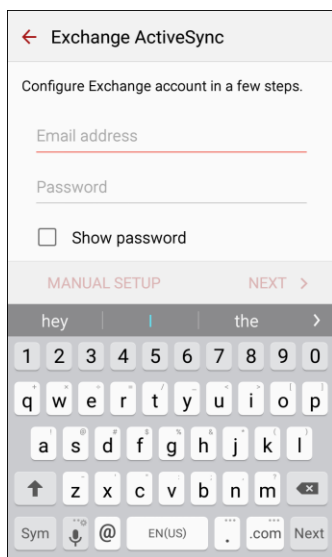 Exchange ActiveSync
Configure Exchange account in a few steps.
Email address
Password
Show password
MANUAL SETUP NEXT >
hey I the >
1 2 3 4 5 6 7 8 9 0
q w e r t y u i o p
a s d f g h j k l
z x c v b n m
Sym @ EN(US) . .com Next